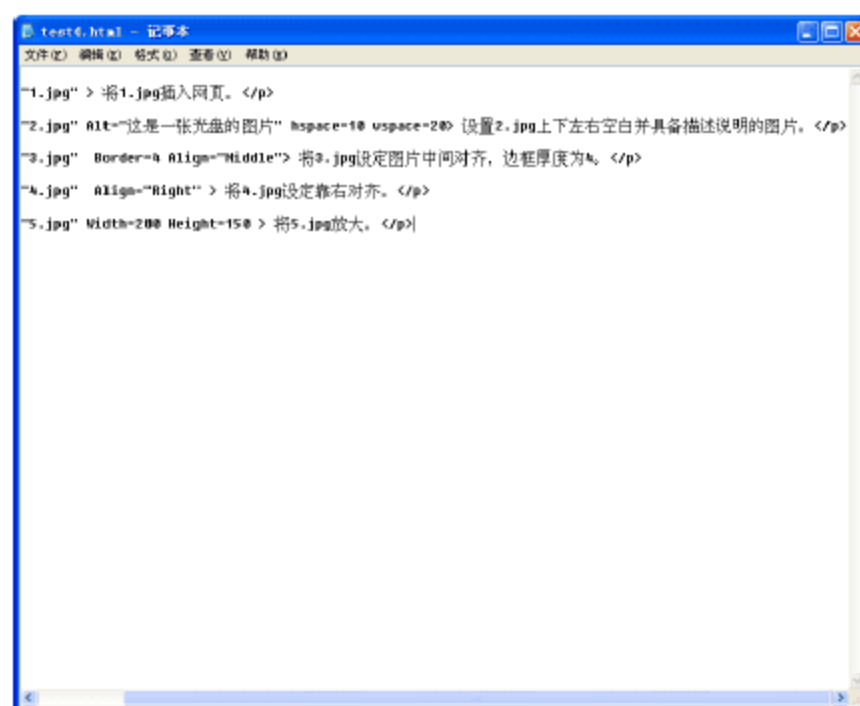 test4.html - 记事本
文件(F) 编辑(E) 格式(O) 查看(V) 帮助(H)
"1.jpg" > 将1.jpg插入网页。</p>
"2.jpg" Alt="这是一张光盘的图片" hspace=10 vspace=20> 设置2.jpg上下左右空白并具备描述说明的图片。</p>
"3.jpg"  Border=4 Align="Middle"> 将3.jpg设定图片中间对齐，边框厚度为4。</p>
"4.jpg"  Align="Right" > 将4.jpg设定靠右对齐。</p>
"5.jpg" Width=200 Height=150 > 将5.jpg放大。</p>